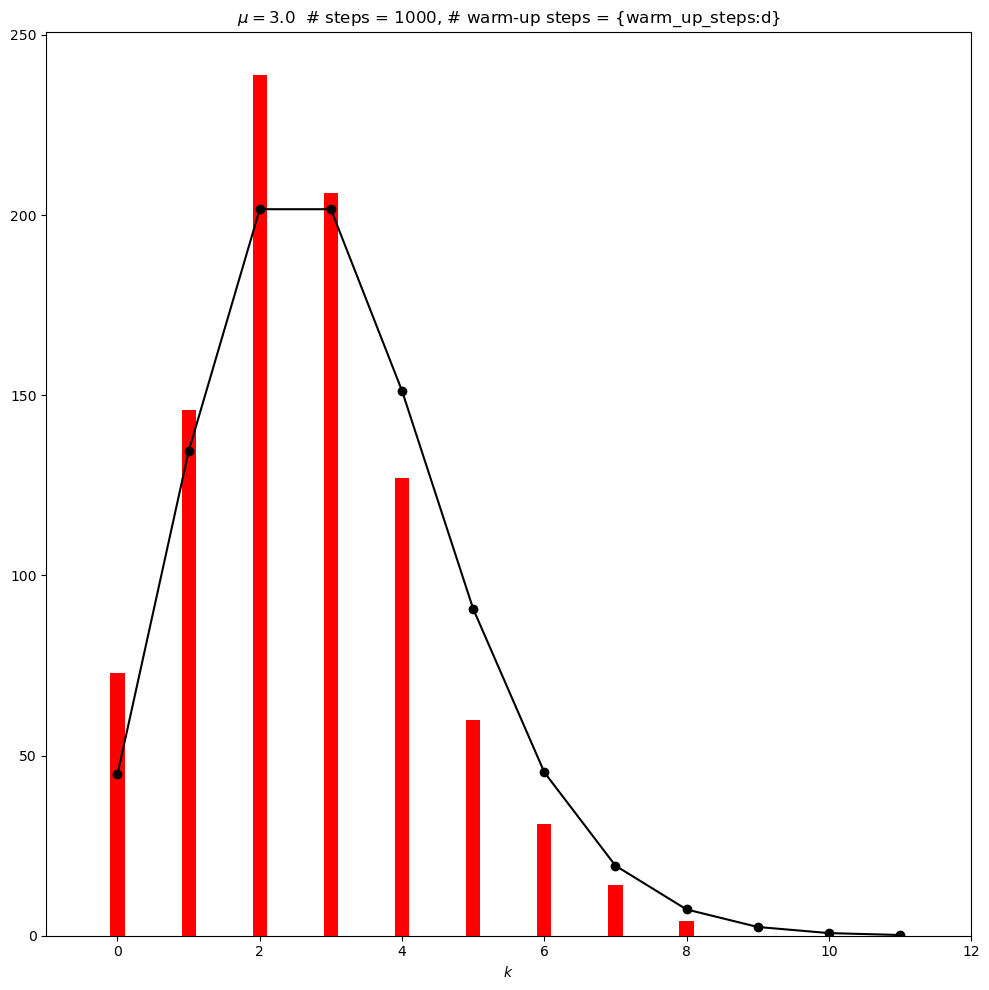 μ = 3.0  # steps = 1000, # warm-up steps = {warm_up_steps:d}
250
200
150
100
50
0
0 2 4 6 8 10 12
k